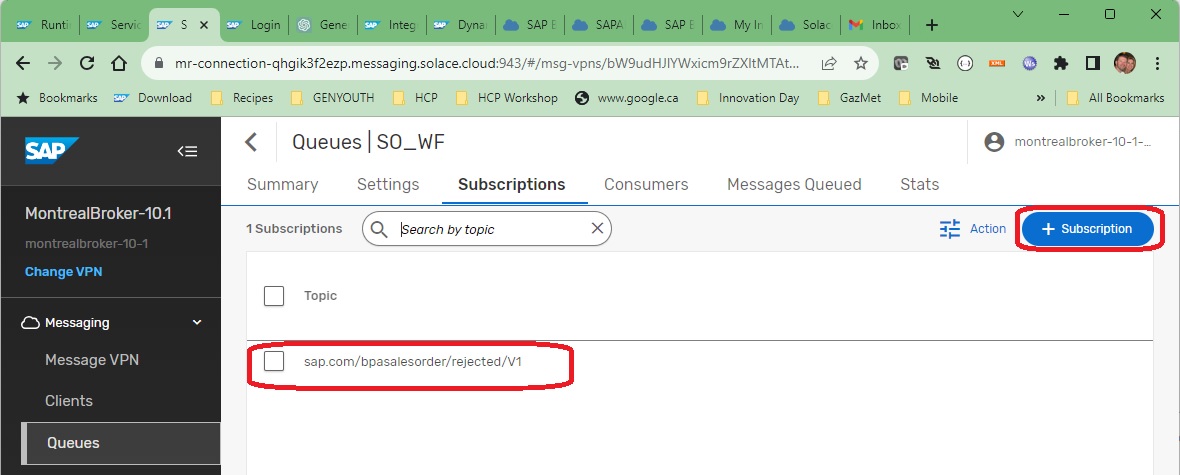 Runtii
Servic
S
Login
Gene
Integ
Dynar
SAP B
SAPA
SAP B
My In
Solac
Inbox
mr-connection-qhgik3f2ezp.messaging.solace.cloud:943/#/msg-vpns/bW9udHJlYWxicm9rZXItMTAt...
Bookmarks
Download
Recipes
GENYOUTH
HCP
HCP Workshop
www.google.ca
Innovation Day
GazMet
Mobile
»
All Bookmarks
SAP
Queues | SO_WF
montrealbroker-10-1-...
Summary
Settings
Subscriptions
Consumers
Messages Queued
Stats
MontrealBroker-10.1
montrealbroker-10-1
Change VPN
1 Subscriptions
Search by topic
Action
+ Subscription
Topic
Messaging
Message VPN
Clients
Queues
sap.com/bpasalesorder/rejected/V1